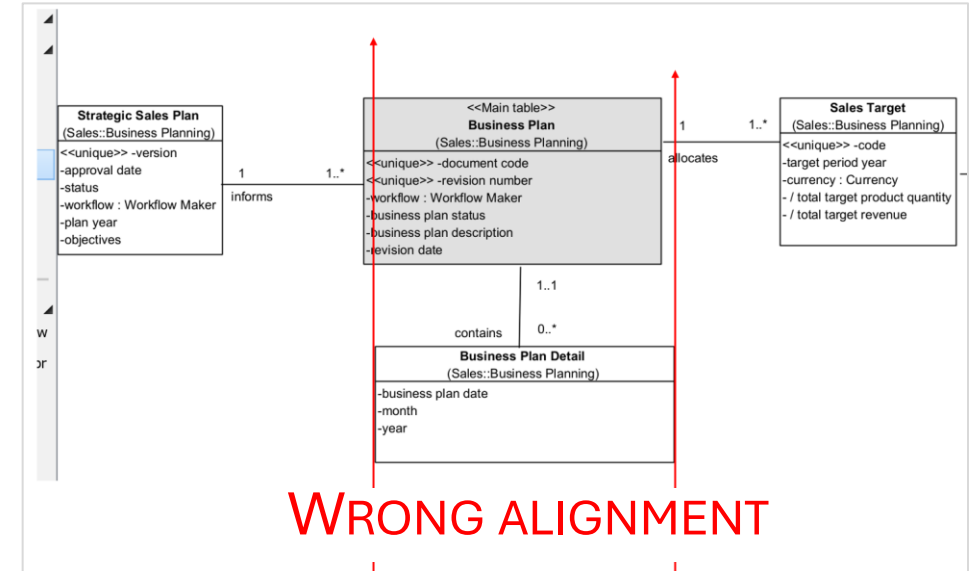 Strategic Sales Plan
(Sales::Business Planning)
<<unique>> -version
-approval date
-status
-workflow : Workflow Maker
-plan year
-objectives
1
1..*
informs
<<Main table>>
Business Plan
(Sales::Business Planning)
<<unique>> -document code
<<unique>> -revision number
-workflow : Workflow Maker
-business plan status
-business plan description
-revision date
1
1..*
allocates
Sales Target
(Sales::Business Planning)
<<unique>> -code
-target period year
-currency : Currency
- / total target product quantity
- / total target revenue
1..1
contains
0..*
Business Plan Detail
(Sales::Business Planning)
-business plan date
-month
-year
w
or
WRONG ALIGNMENT